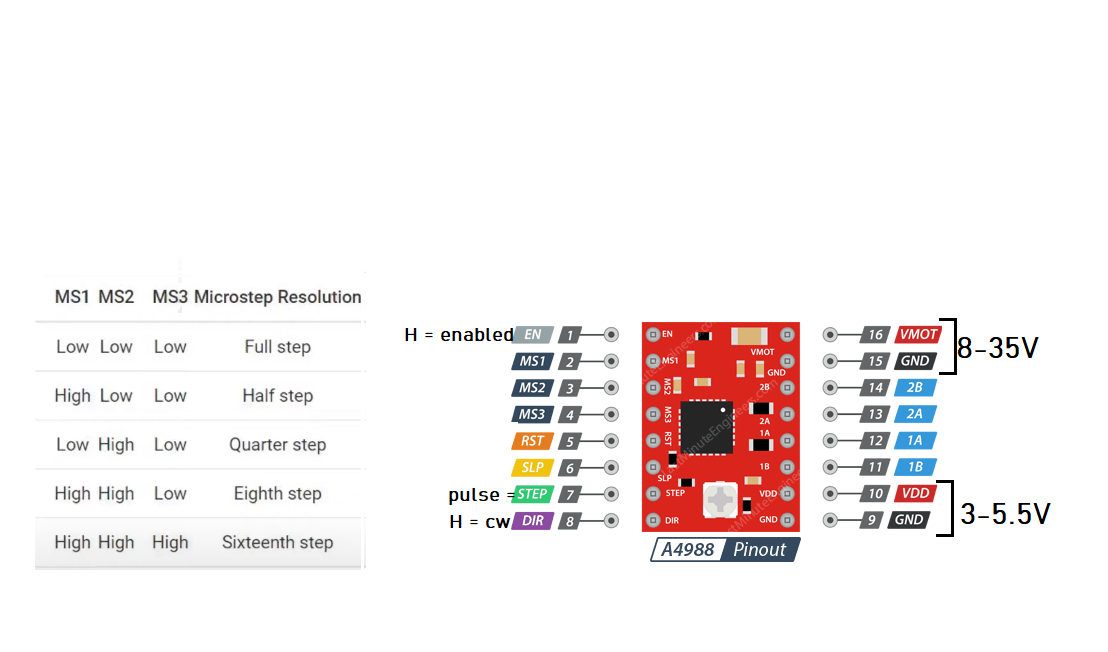 MS1 MS2 MS3 Microstep Resolution
Low Low Low Full step
High Low Low Half step
Low High Low Quarter step
High High Low Eighth step
High High High Sixteenth step
H = enabled EN 1
MS1 2
MS2 3
MS3 4
RST 5
SLP 6
pulse = STEP 7
H = cw DIR 8
EN
MS1
MS2
MS3
RST
SLP
STEP
DIR
VMOT
GND
2B
2A
1A
1B
VDD
GND
LastMinuteEngineers.com
16 VMOT
15 GND
8-35V
14 2B
13 2A
12 1A
11 1B
10 VDD
9 GND
3-5.5V
A4988 Pinout